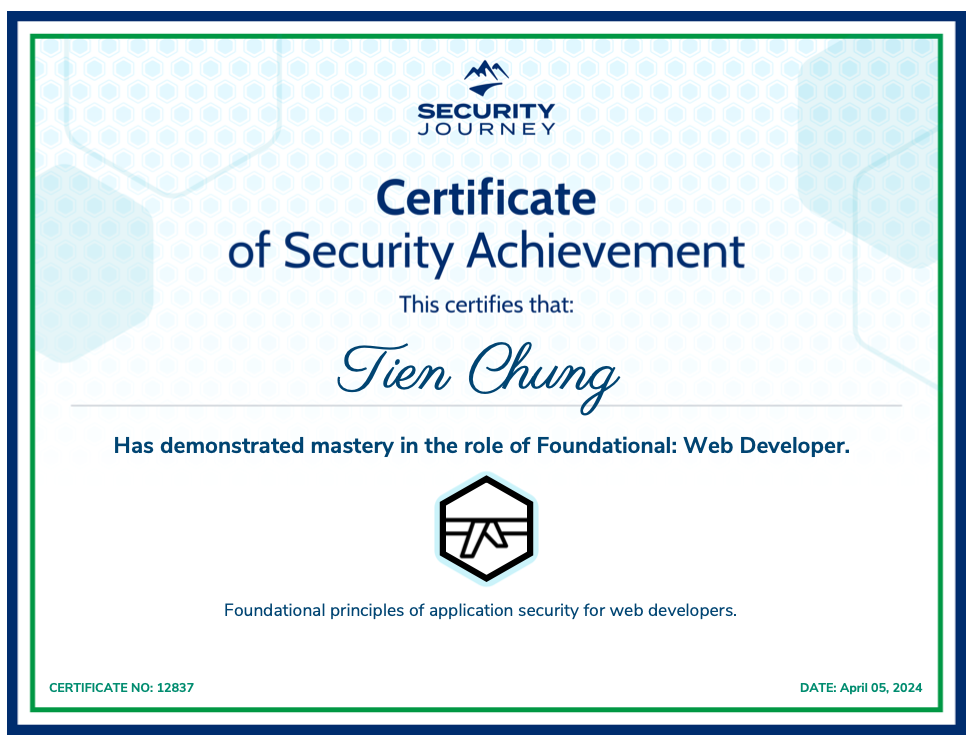 SECURITY
JOURNEY
Certificate
of Security Achievement
This certifies that:
Tien Chung
Has demonstrated mastery in the role of Foundational: Web Developer.
Foundational principles of application security for web developers.
CERTIFICATE NO: 12837
DATE: April 05, 2024